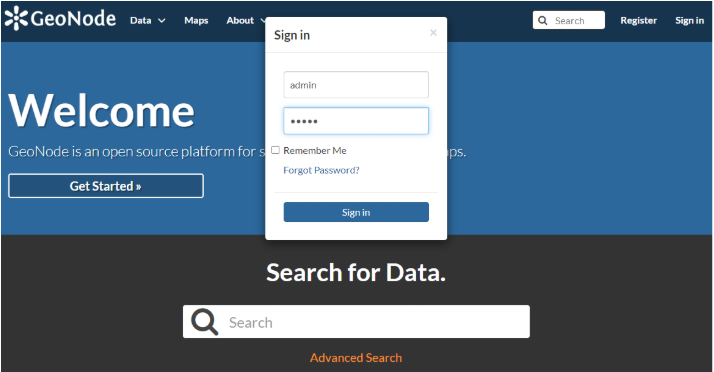 GeoNode Data Maps About Search Register Sign in
Sign in ×
admin
•••••
Welcome
Remember Me
GeoNode is an open source platform for s ps.
Forgot Password?
Get Started »
Sign in
Search for Data.
Search
Advanced Search